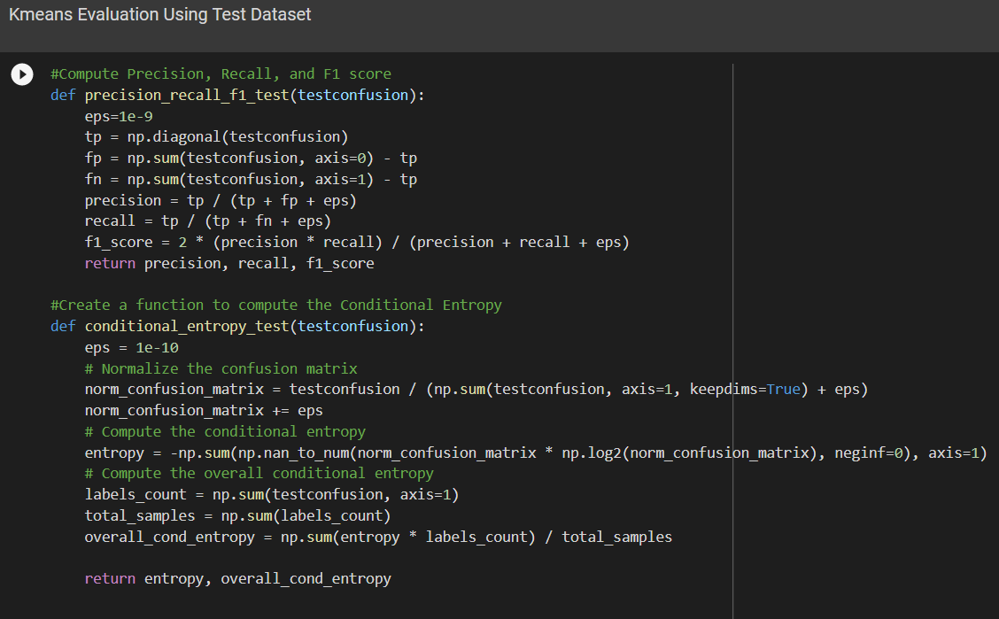 Kmeans Evaluation Using Test Dataset
#Compute Precision, Recall, and F1 score
def precision_recall_f1_test(testconfusion):
    eps=1e-9
    tp = np.diagonal(testconfusion)
    fp = np.sum(testconfusion, axis=0) - tp
    fn = np.sum(testconfusion, axis=1) - tp
    precision = tp / (tp + fp + eps)
    recall = tp / (tp + fn + eps)
    f1_score = 2 * (precision * recall) / (precision + recall + eps)
    return precision, recall, f1_score

#Create a function to compute the Conditional Entropy
def conditional_entropy_test(testconfusion):
    eps = 1e-10
    # Normalize the confusion matrix
    norm_confusion_matrix = testconfusion / (np.sum(testconfusion, axis=1, keepdims=True) + eps)
    norm_confusion_matrix += eps
    # Compute the conditional entropy
    entropy = -np.sum(np.nan_to_num(norm_confusion_matrix * np.log2(norm_confusion_matrix), neginf=0), axis=1)
    # Compute the overall conditional entropy
    labels_count = np.sum(testconfusion, axis=1)
    total_samples = np.sum(labels_count)
    overall_cond_entropy = np.sum(entropy * labels_count) / total_samples

    return entropy, overall_cond_entropy